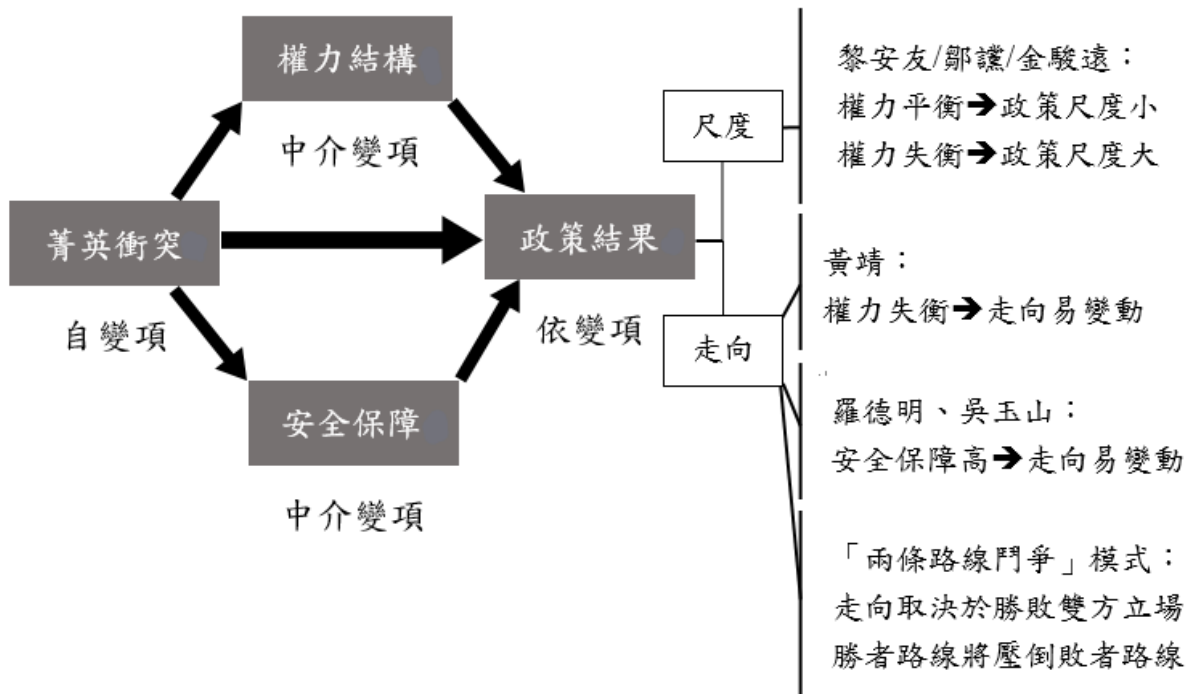 權力結構
中介變項
菁英衝突
自變項
安全保障
中介變項
政策結果
依變項
尺度
走向
黎安友/鄒讜/金駿遠：
權力平衡➔政策尺度小
權力失衡➔政策尺度大
黃靖：
權力失衡➔走向易變動
羅德明、吳玉山：
安全保障高➔走向易變動
「兩條路線鬥爭」模式：
走向取決於勝敗雙方立場
勝者路線將壓倒敗者路線